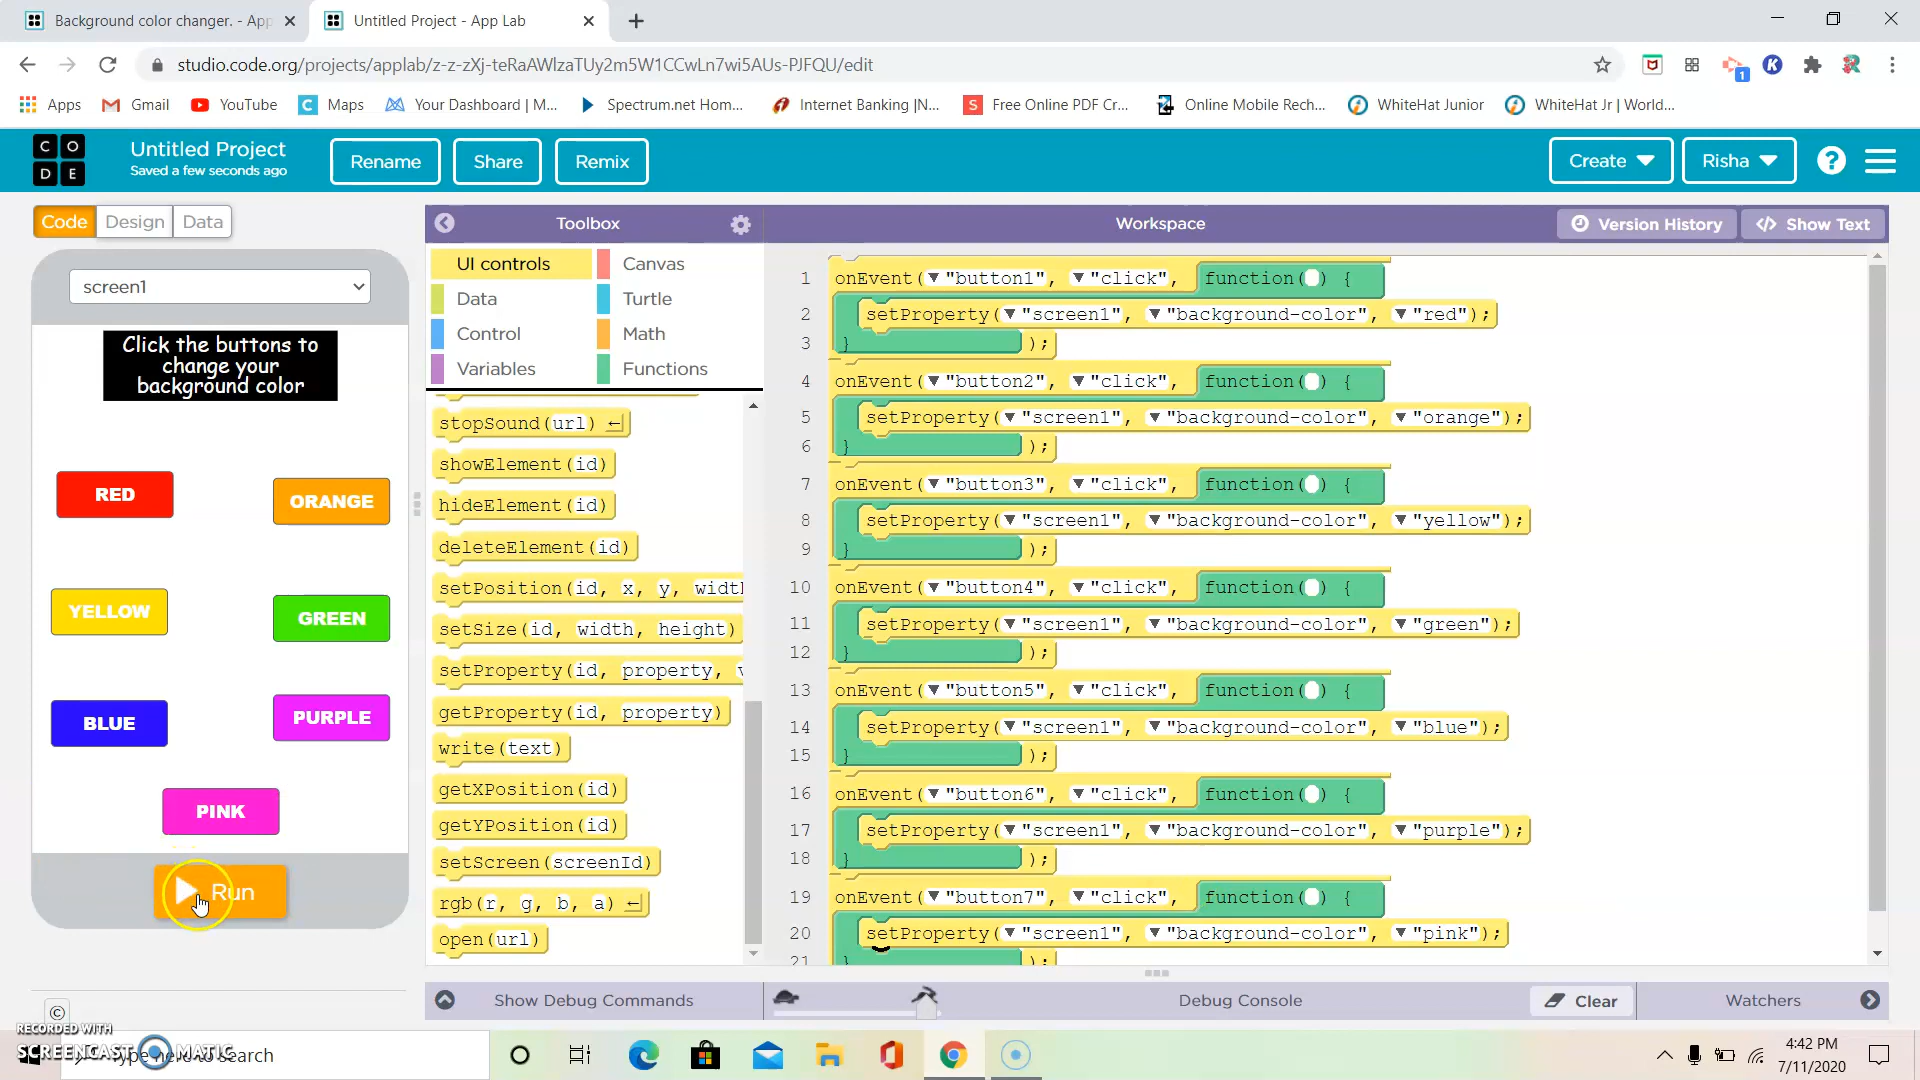 Background color changer. - App
Untitled Project - App Lab
studio.code.org/projects/applab/z-z-zXj-teRaAWlzaTUy2m5W1CCwLn7wi5AUs-PJFQU/edit
1
Apps
Gmail
YouTube
Maps
Your Dashboard | M...
Spectrum.net Hom...
Internet Banking |N...
Free Online PDF Cr...
Online Mobile Rech...
WhiteHat Junior
WhiteHat Jr | World...
C O
D E
Untitled Project
Saved a few seconds ago
Rename
Share
Remix
Create
Risha
?
Code
Design
Data
Toolbox
Workspace
Version History
Show Text
screen1
Click the buttons to
change your
background color
RED
ORANGE
YELLOW
GREEN
BLUE
PURPLE
PINK
Run
UI controls
Canvas
Data
Turtle
Control
Math
Variables
Functions
stopSound(url)
showElement(id)
hideElement(id)
deleteElement(id)
setPosition(id, x, y, widt
setSize(id, width, height)
setProperty(id, property,
getProperty(id, property)
write(text)
getXPosition(id)
getYPosition(id)
setScreen(screenId)
rgb(r, g, b, a)
open(url)
1 onEvent("button1", "click", function() {
2 setProperty("screen1", "background-color", "red");
3 });
4 onEvent("button2", "click", function() {
5 setProperty("screen1", "background-color", "orange");
6 });
7 onEvent("button3", "click", function() {
8 setProperty("screen1", "background-color", "yellow");
9 });
10 onEvent("button4", "click", function() {
11 setProperty("screen1", "background-color", "green");
12 });
13 onEvent("button5", "click", function() {
14 setProperty("screen1", "background-color", "blue");
15 });
16 onEvent("button6", "click", function() {
17 setProperty("screen1", "background-color", "purple");
18 });
19 onEvent("button7", "click", function() {
20 setProperty("screen1", "background-color", "pink");
21 });
Show Debug Commands
Debug Console
Clear
Watchers
©
RECORDED WITH
SCREENCAST MATIC
Type here to search
4:42 PM
7/11/2020